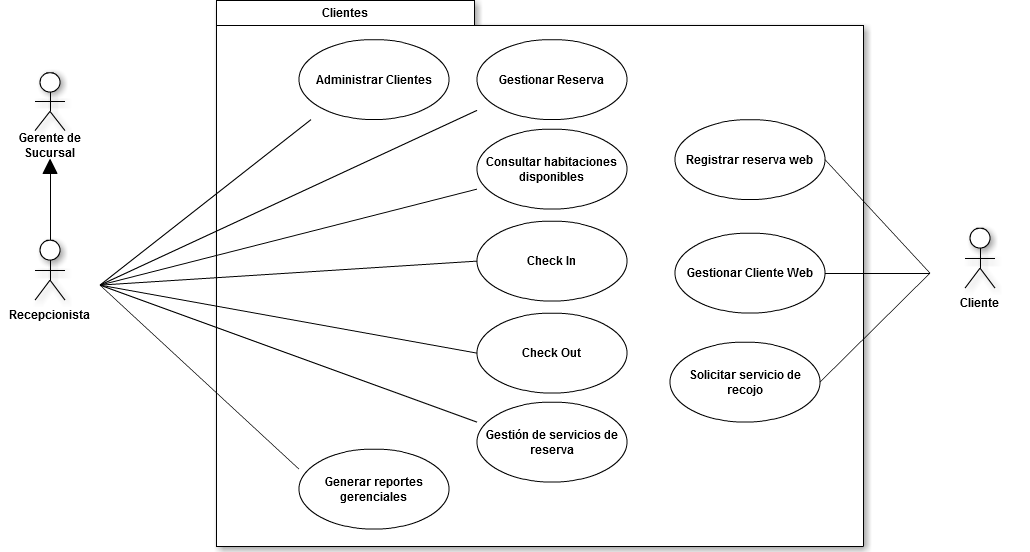 Clientes
Administrar Clientes
Gestionar Reserva
Gerente de
Sucursal
Consultar habitaciones
disponibles
Registrar reserva web
Check In
Gestionar Cliente Web
Recepcionista
Cliente
Check Out
Solicitar servicio de
recojo
Gestión de servicios de
reserva
Generar reportes
gerenciales